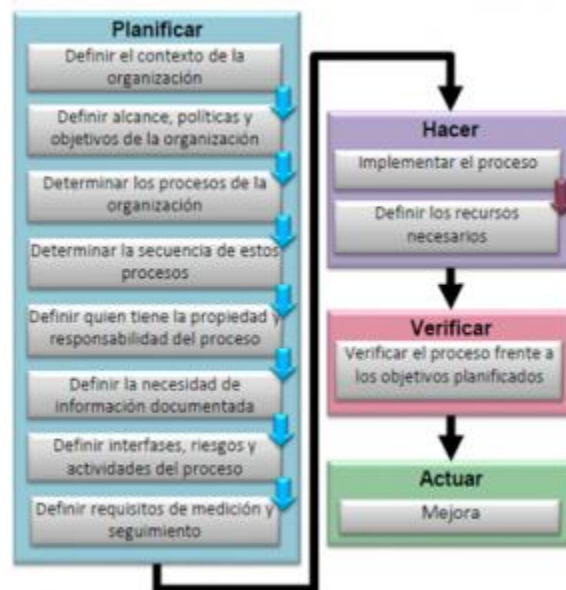 Planificar
Definir el contexto de la
organización
Definir alcance, políticas y
objetivos de la organización
Determinar los procesos de la
organización
Determinar la secuencia de estos
procesos
Definir quien tiene la propiedad y
responsabilidad del proceso
Definir la necesidad de
información documentada
Definir interfases, riesgos y
actividades del proceso
Definir requisitos de medición y
seguimiento
Hacer
Implementar el proceso
Definir los recursos
necesarios
Verificar
Verificar el proceso frente a
los objetivos planificados
Actuar
Mejora